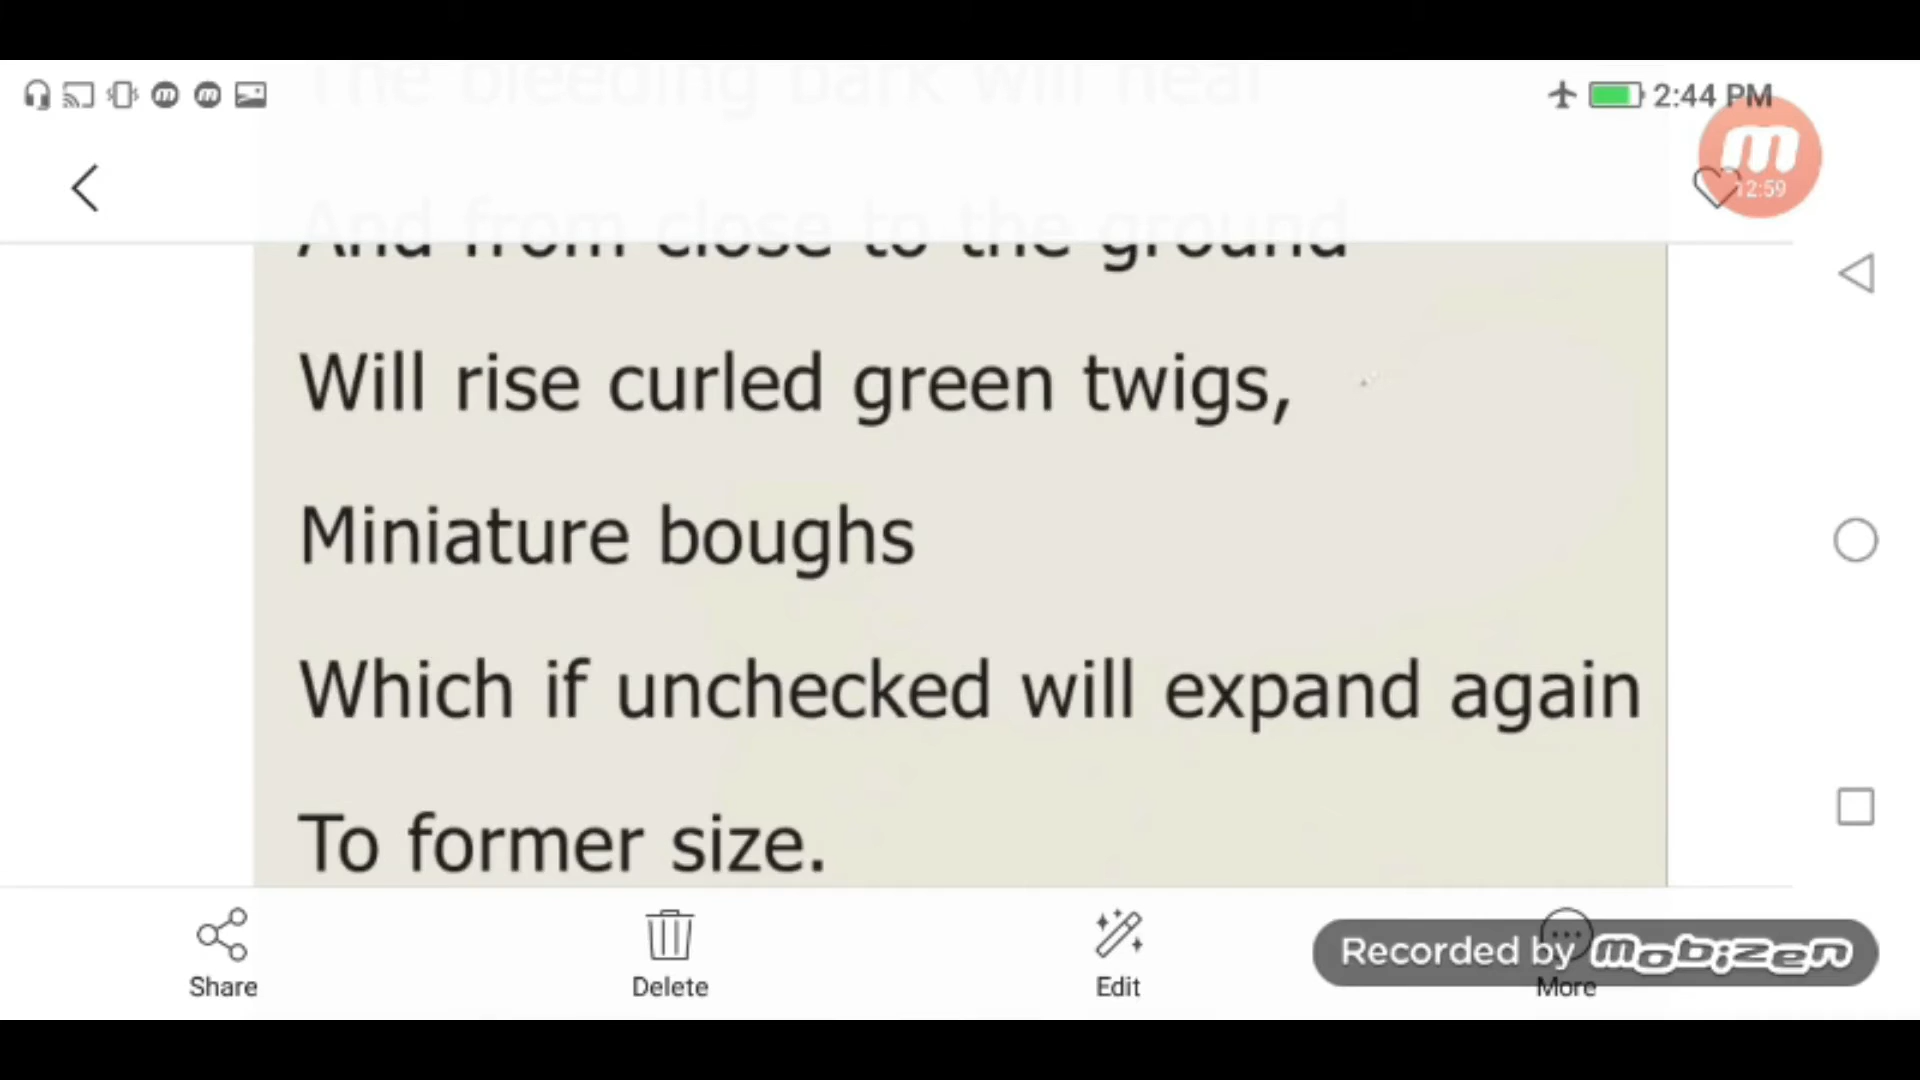 The bleeding bark will heal
2:44 PM
12:59
And from close to the ground
Will rise curled green twigs,
Miniature boughs
Which if unchecked will expand again
To former size.
Share
Delete
Edit
More
Recorded by mobizen